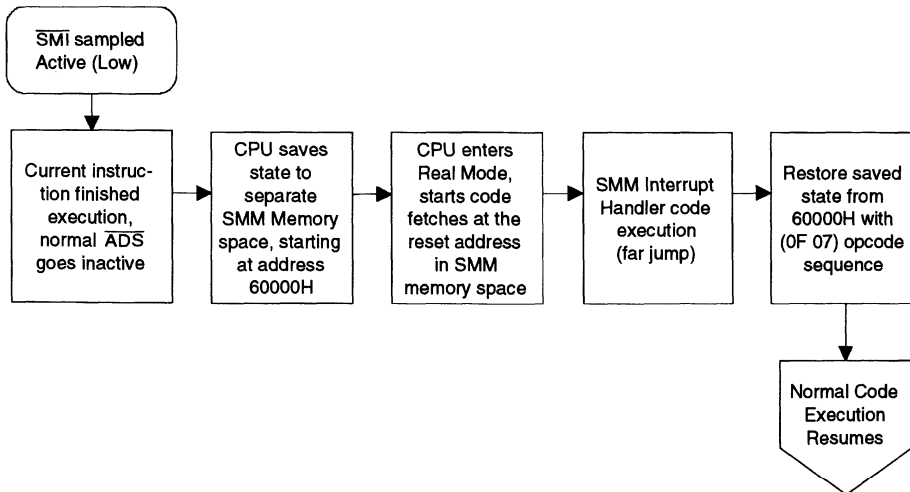 SMI sampled
Active (Low)
Current instruc-
tion finished
execution,
normal ADS
goes inactive
CPU saves
state to
separate
SMM Memory
space, starting
at address
60000H
CPU enters
Real Mode,
starts code
fetches at the
reset address
in SMM
memory space
SMM Interrupt
Handler code
execution
(far jump)
Restore saved
state from
60000H with
(0F 07) opcode
sequence
Normal Code
Execution
Resumes